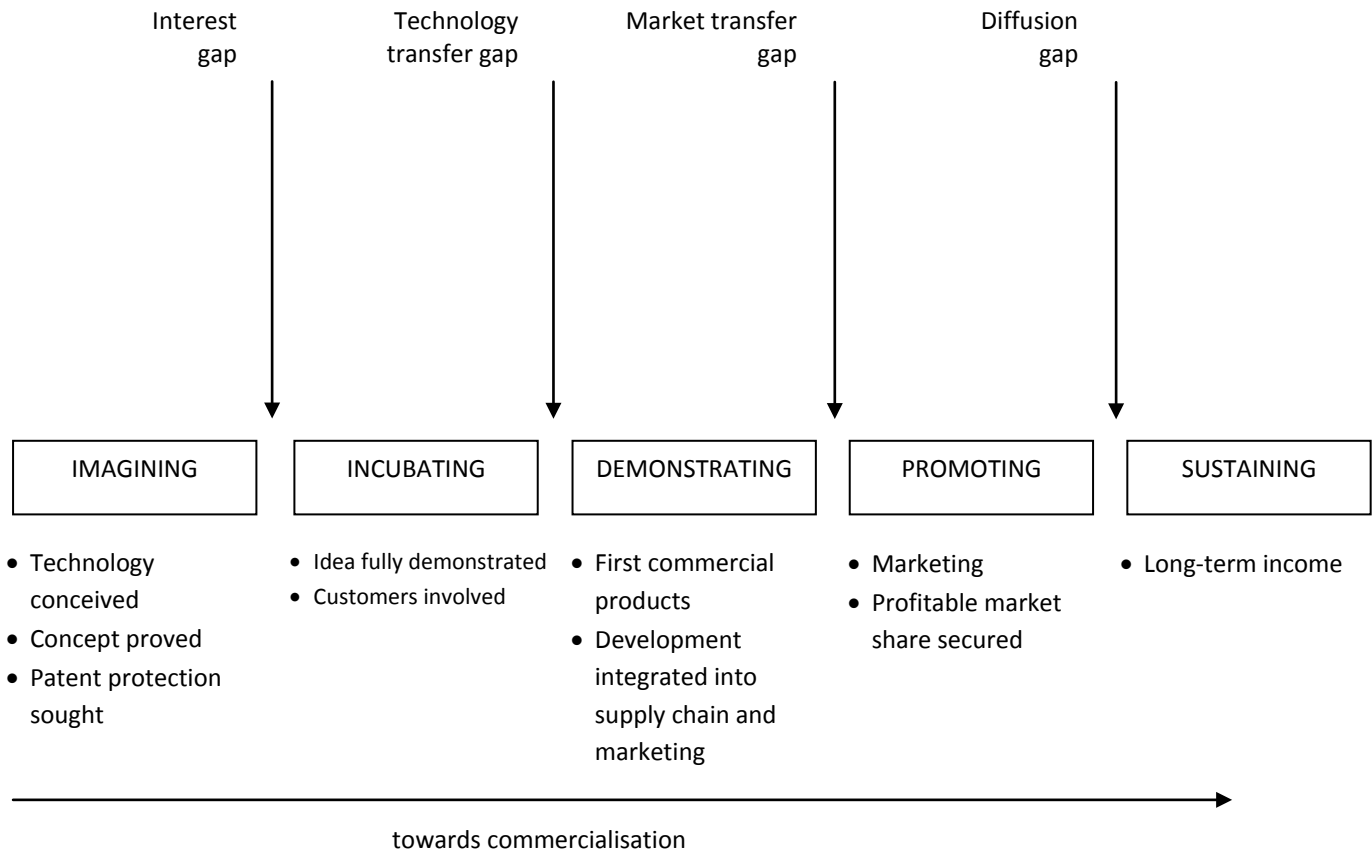 Interest
gap
Technology
transfer gap
Market transfer
gap
Diffusion
gap
IMAGINING
INCUBATING
DEMONSTRATING
PROMOTING
SUSTAINING
• Technology
conceived
• Concept proved
• Patent protection
sought
• Idea fully demonstrated
• Customers involved
• First commercial
products
• Development
integrated into
supply chain and
marketing
• Marketing
• Profitable market
share secured
• Long-term income
towards commercialisation